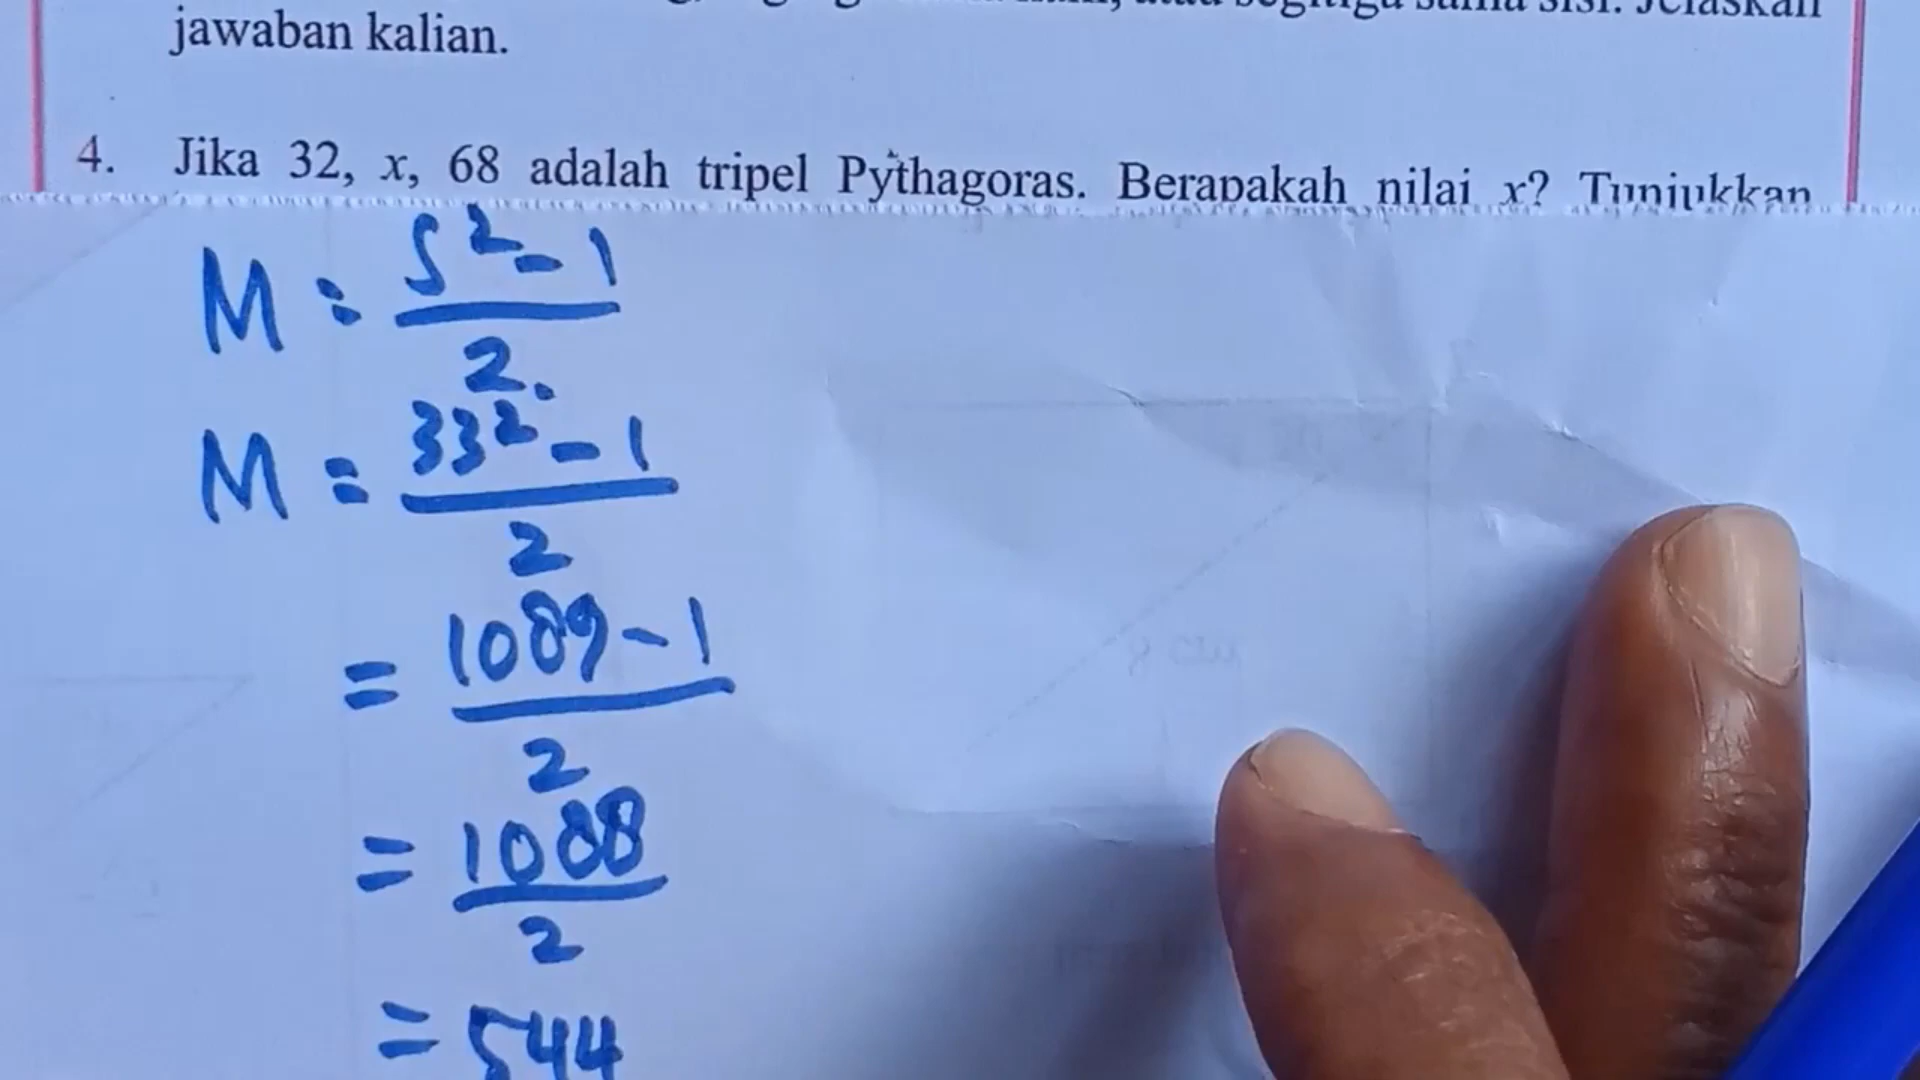 jawaban kalian.
4. Jika 32, x, 68 adalah tripel Pythagoras. Berapakah nilai x? Tunjukkan
M = S² - 1 / 2.
M = 33² - 1 / 2
= 1089 - 1 / 2
= 1088 / 2
= 544